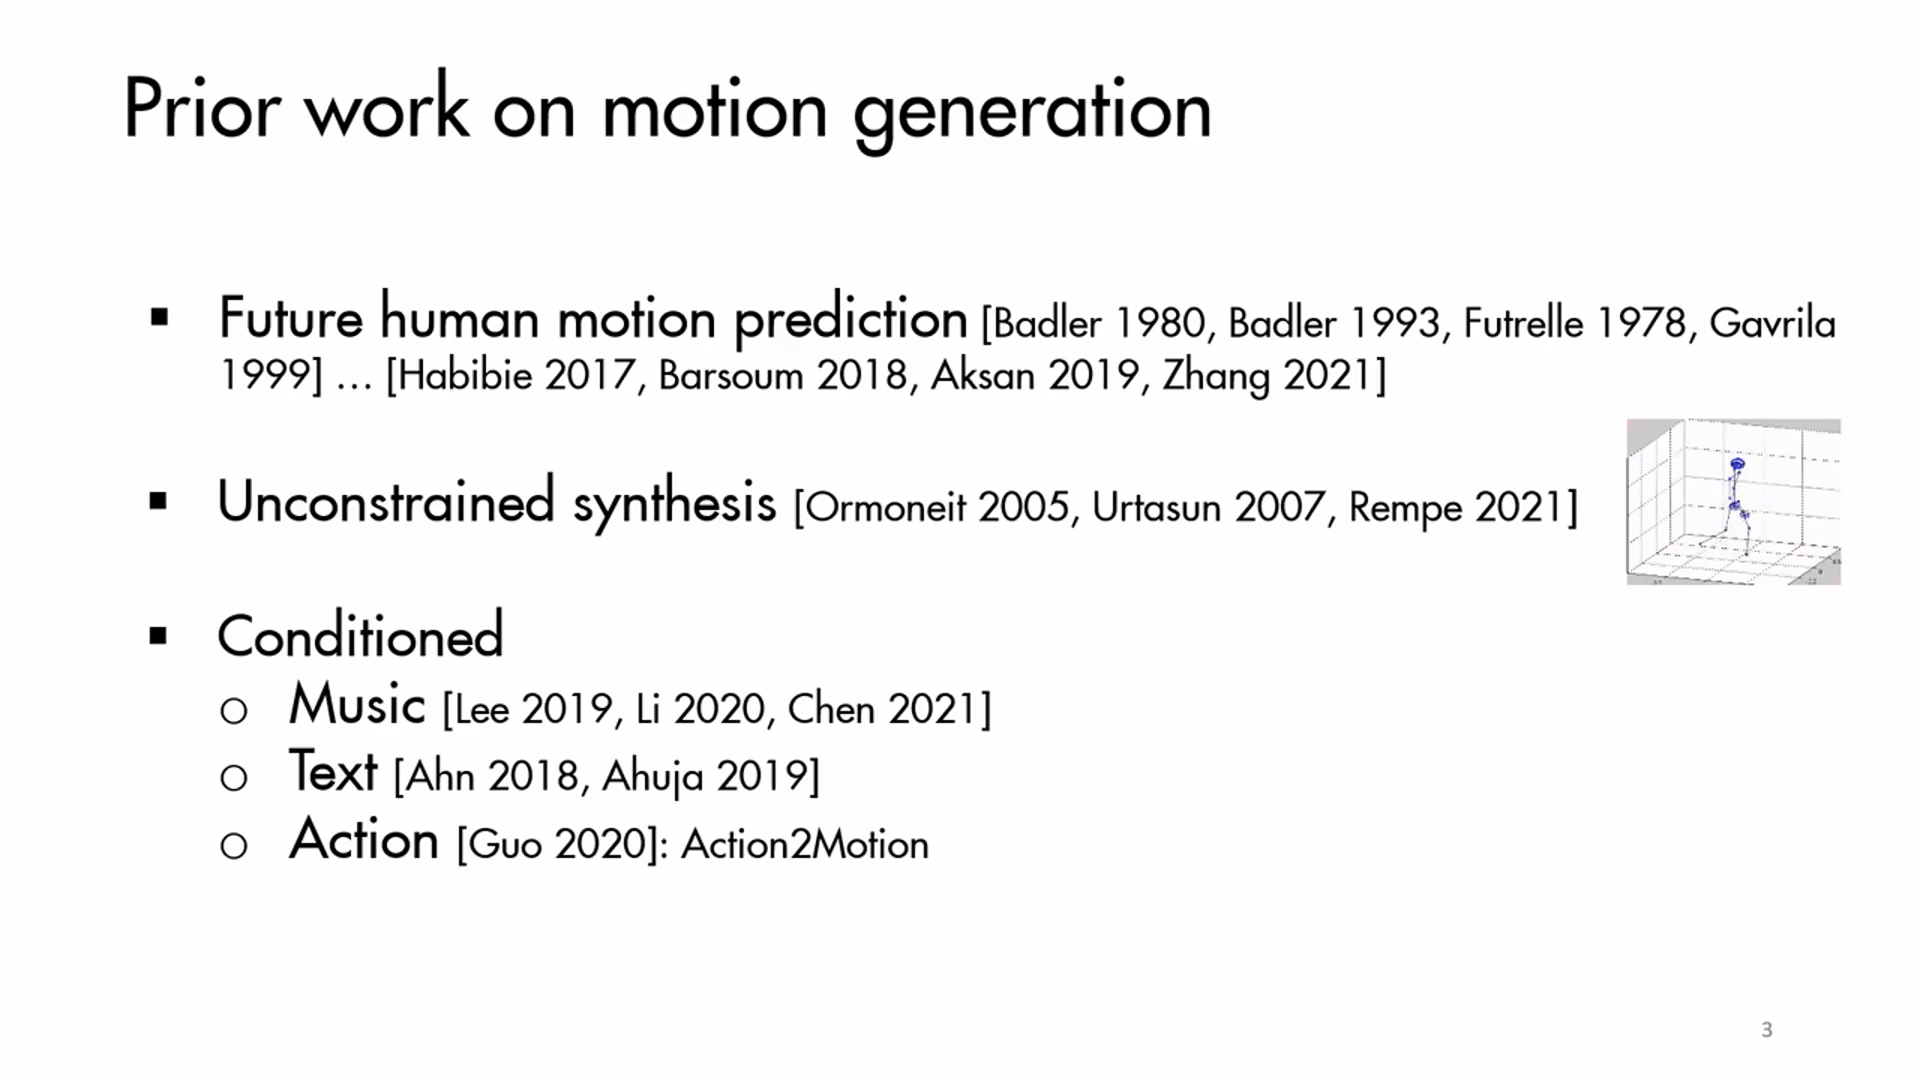 Prior work on motion generation
▪ Future human motion prediction [Badler 1980, Badler 1993, Futrelle 1978, Gavrila
1999] … [Habibie 2017, Barsoum 2018, Aksan 2019, Zhang 2021]
▪ Unconstrained synthesis [Ormoneit 2005, Urtasun 2007, Rempe 2021]
▪ Conditioned
○ Music [Lee 2019, Li 2020, Chen 2021]
○ Text [Ahn 2018, Ahuja 2019]
○ Action [Guo 2020]: Action2Motion
3